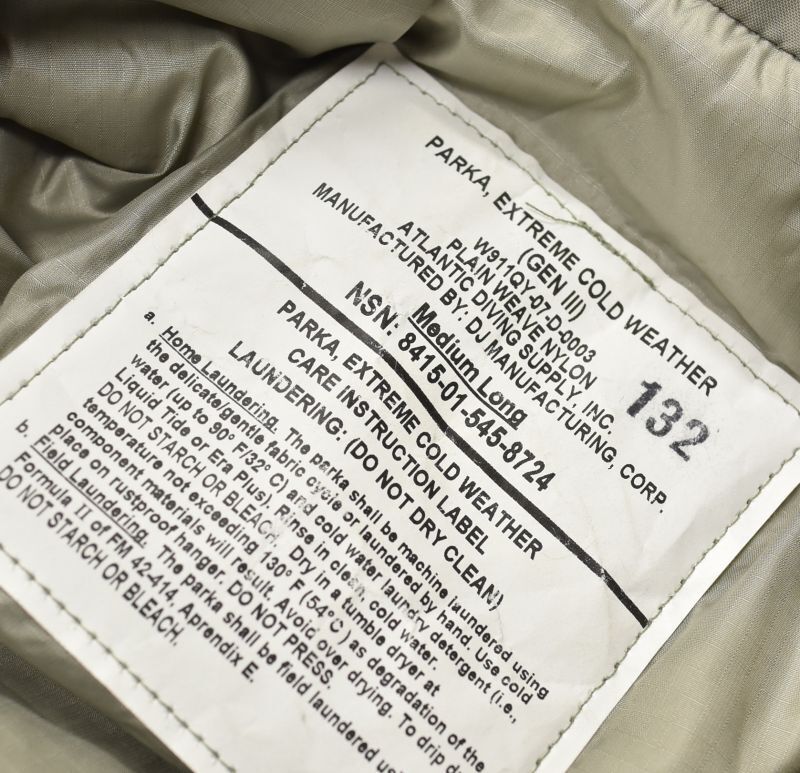 PARKA, EXTREME COLD WEATHER
(GEN III)
W911QY-07-D-0003
PLAIN WEAVE NYLON
ATLANTIC DIVING SUPPLY, INC.
MANUFACTURED BY: DJ MANUFACTURING, CORP.
132
Medium Long
NSN: 8415-01-545-8724
PARKA, EXTREME COLD WEATHER
CARE INSTRUCTION LABEL
LAUNDERING: (DO NOT DRY CLEAN)
a. Home Laundering. The parka shall be machine laundered using
the delicate/gentle fabric cycle or laundered by hand. Use cold
water (up to 90° F/32° C) and cold water laundry detergent (i.e.,
Liquid Tide or Era Plus). Rinse in clean, cold water.
DO NOT STARCH OR BLEACH. Dry in a tumble dryer at
temperature not exceeding 130° F (54°C) as degradation of the
component materials will result. Avoid over drying. To drip
place on rustproof hanger. DO NOT PRESS.
b. Field Laundering. The parka shall be field laundered
Formula II of FM 42-414, Aprendix E.
DO NOT STARCH OR BLEACH.